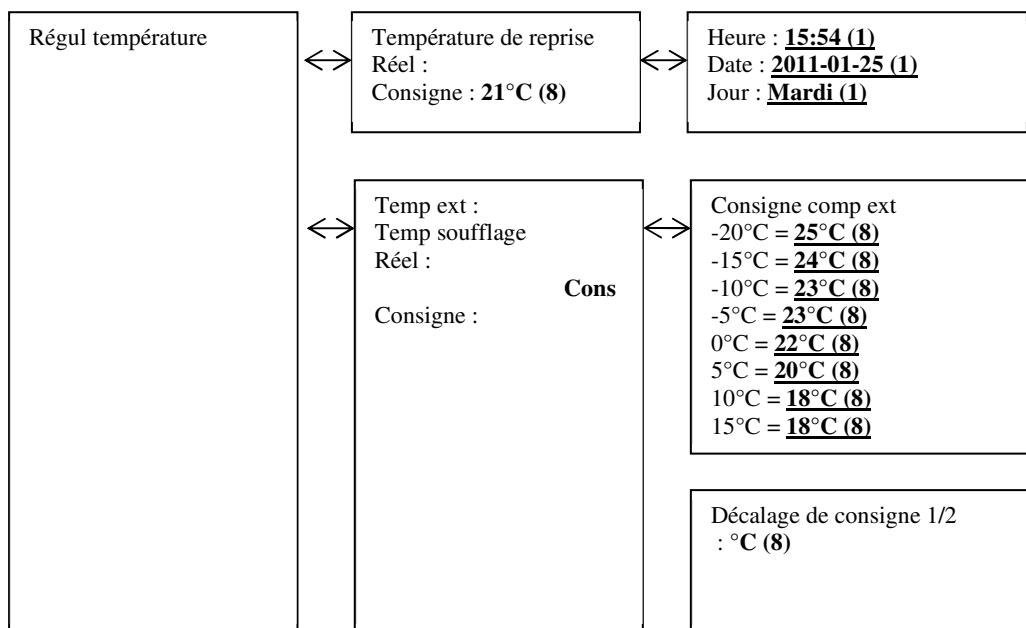 Régul température
Température de reprise
Réel :
Consigne : 21°C (8)
Heure : 15:54 (1)
Date : 2011-01-25 (1)
Jour : Mardi (1)
Temp ext :
Temp soufflage
Réel :
Cons
Consigne :
Consigne comp ext
-20°C = 25°C (8)
-15°C = 24°C (8)
-10°C = 23°C (8)
-5°C = 23°C (8)
0°C = 22°C (8)
5°C = 20°C (8)
10°C = 18°C (8)
15°C = 18°C (8)
Décalage de consigne 1/2
: °C (8)